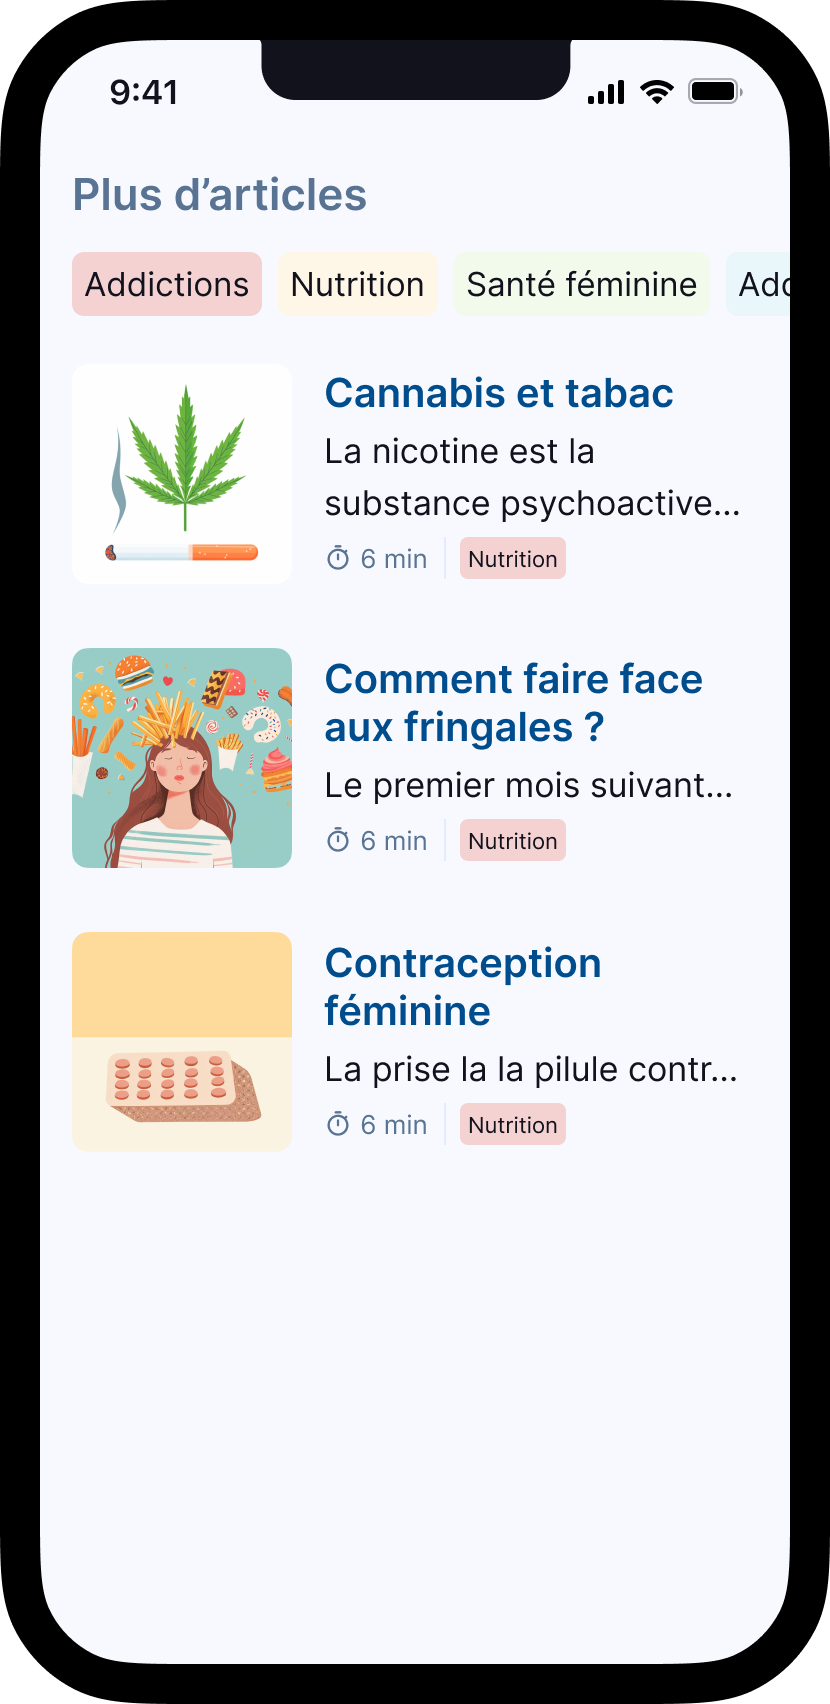 9:41
Plus d’articles
Addictions Nutrition Santé féminine
Cannabis et tabac
La nicotine est la
substance psychoactive...
6 min Nutrition
Comment faire face
aux fringales ?
Le premier mois suivant...
6 min Nutrition
Contraception
féminine
La prise la la pilule contr...
6 min Nutrition